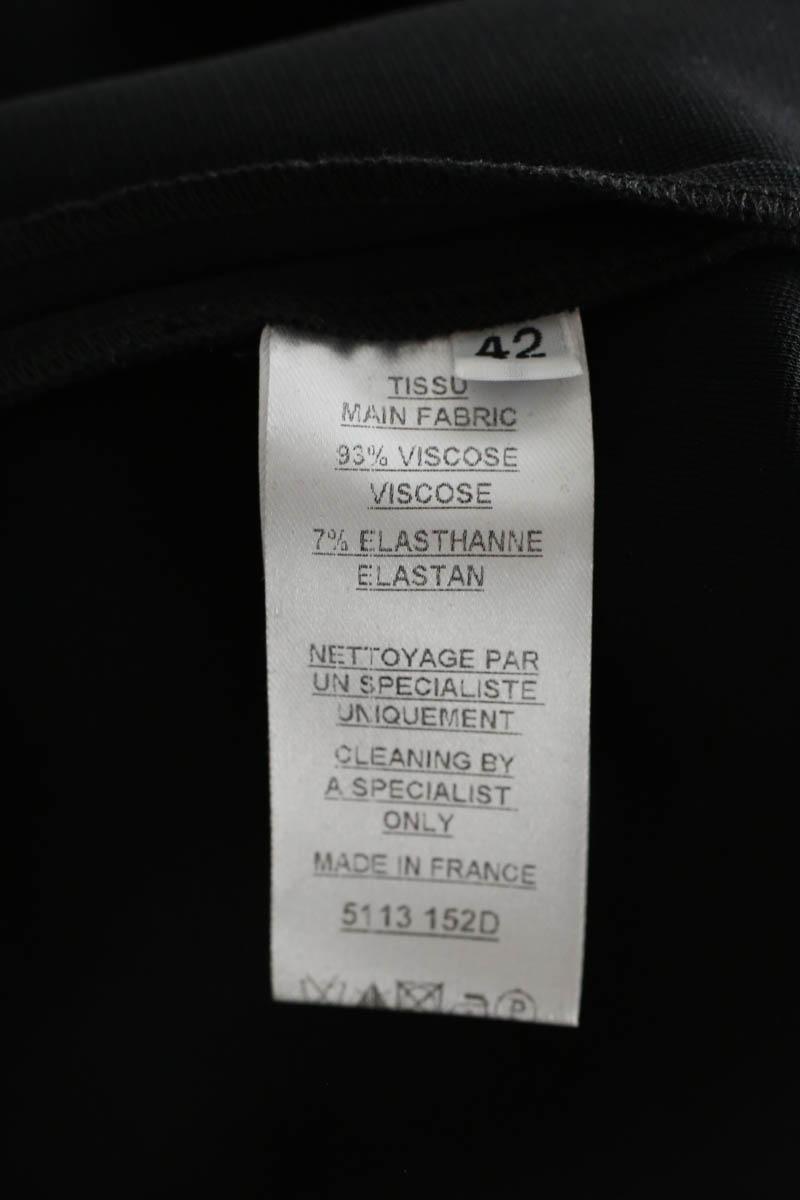 42
TISSU
MAIN FABRIC
93% VISCOSE
VISCOSE
7% ELASTHANNE
ELASTAN
NETTOYAGE PAR
UN SPECIALISTE
UNIQUEMENT
CLEANING BY
A SPECIALIST
ONLY
MADE IN FRANCE
5113 152D
P